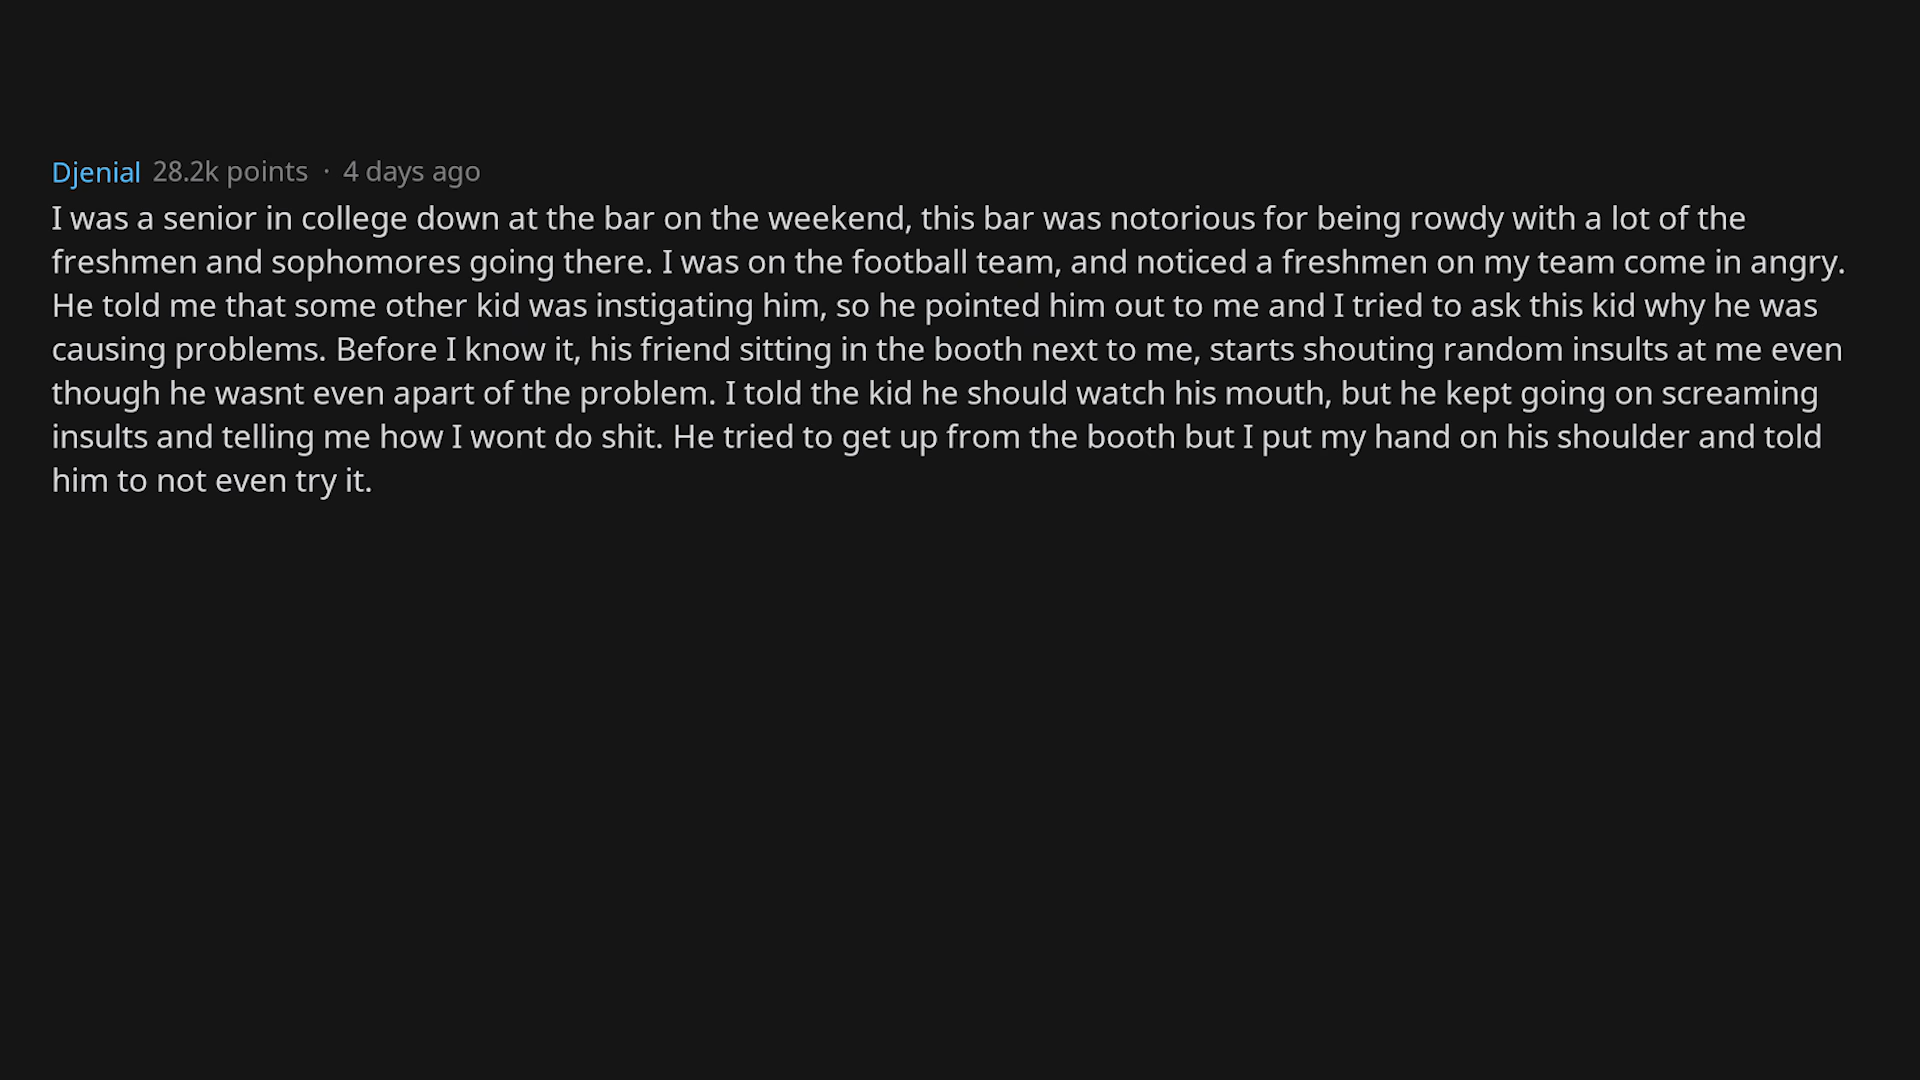 Djenial 28.2k points · 4 days ago
I was a senior in college down at the bar on the weekend, this bar was notorious for being rowdy with a lot of the
freshmen and sophomores going there. I was on the football team, and noticed a freshmen on my team come in angry.
He told me that some other kid was instigating him, so he pointed him out to me and I tried to ask this kid why he was
causing problems. Before I know it, his friend sitting in the booth next to me, starts shouting random insults at me even
though he wasnt even apart of the problem. I told the kid he should watch his mouth, but he kept going on screaming
insults and telling me how I wont do shit. He tried to get up from the booth but I put my hand on his shoulder and told
him to not even try it.